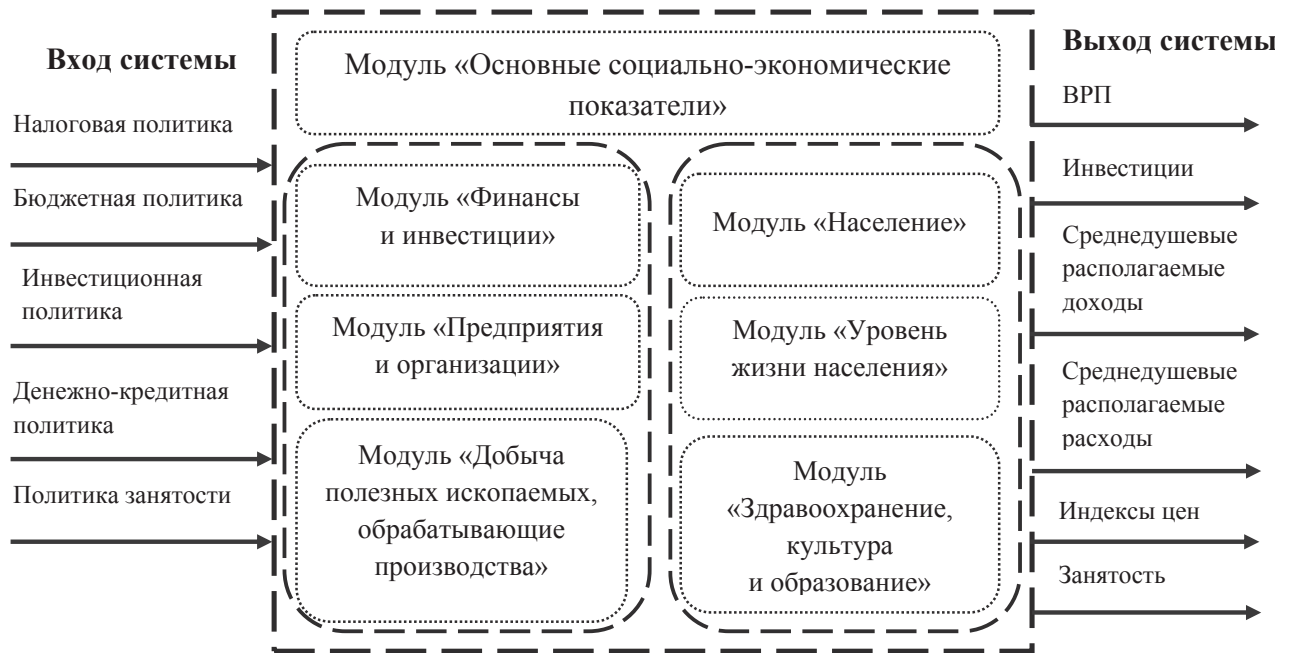 Вход системы
Налоговая политика
Бюджетная политика
Инвестиционная
политика
Денежно-кредитная
политика
Политика занятости
Модуль «Основные социально-экономические
показатели»
Модуль «Финансы
и инвестиции»
Модуль «Предприятия
и организации»
Модуль «Добыча
полезных ископаемых,
обрабатывающие
производства»
Модуль «Население»
Модуль «Уровень
жизни населения»
Модуль
«Здравоохранение,
культура
и образование»
Выход системы
ВРП
Инвестиции
Среднедушевые
располагаемые
доходы
Среднедушевые
располагаемые
расходы
Индексы цен
Занятость